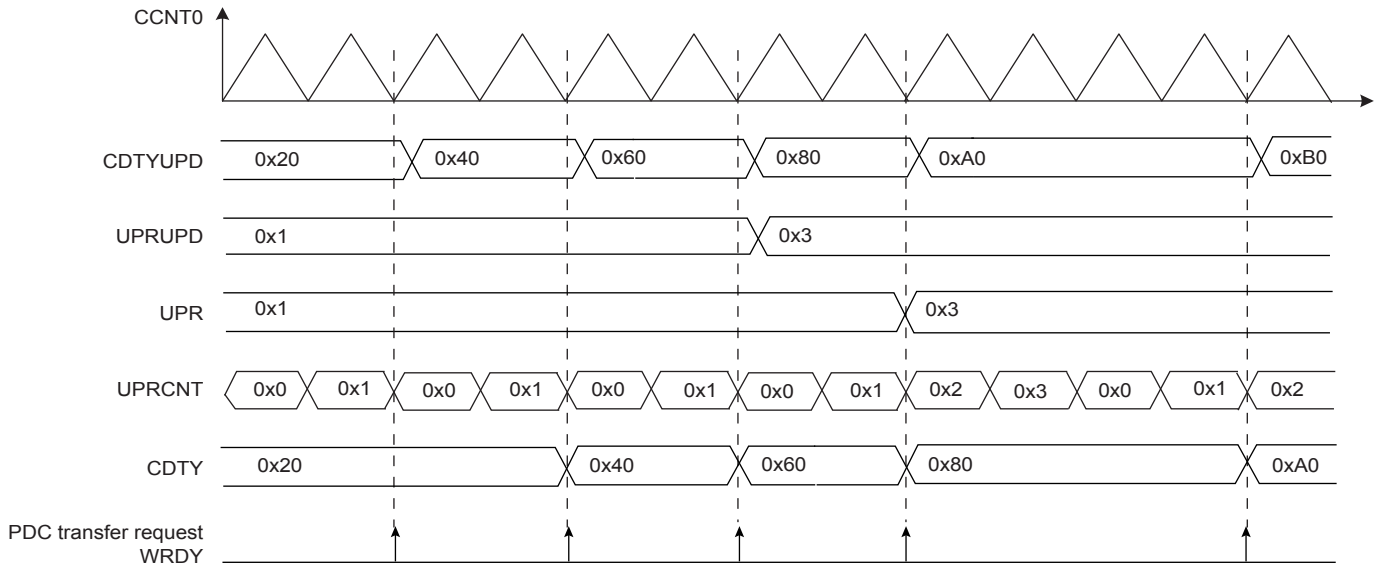 CCNT0
CDTYUPD 0x20 0x40 0x60 0x80 0xA0 0xB0
UPRUPD 0x1 0x3
UPR 0x1 0x3
UPRCNT 0x0 0x1 0x0 0x1 0x0 0x1 0x0 0x1 0x2 0x3 0x0 0x1 0x2
CDTY 0x20 0x40 0x60 0x80 0xA0
PDC transfer request
WRDY